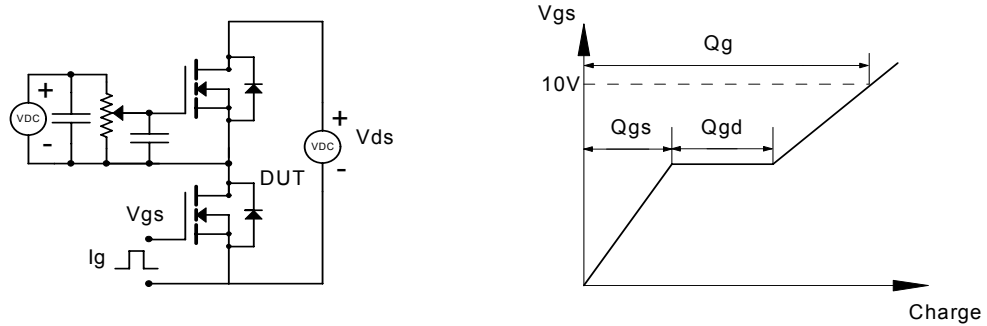 +
VDC
-
+
VDC
-
Vds
DUT
Vgs
Ig
Vgs
Qg
10V
Qgs
Qgd
Charge